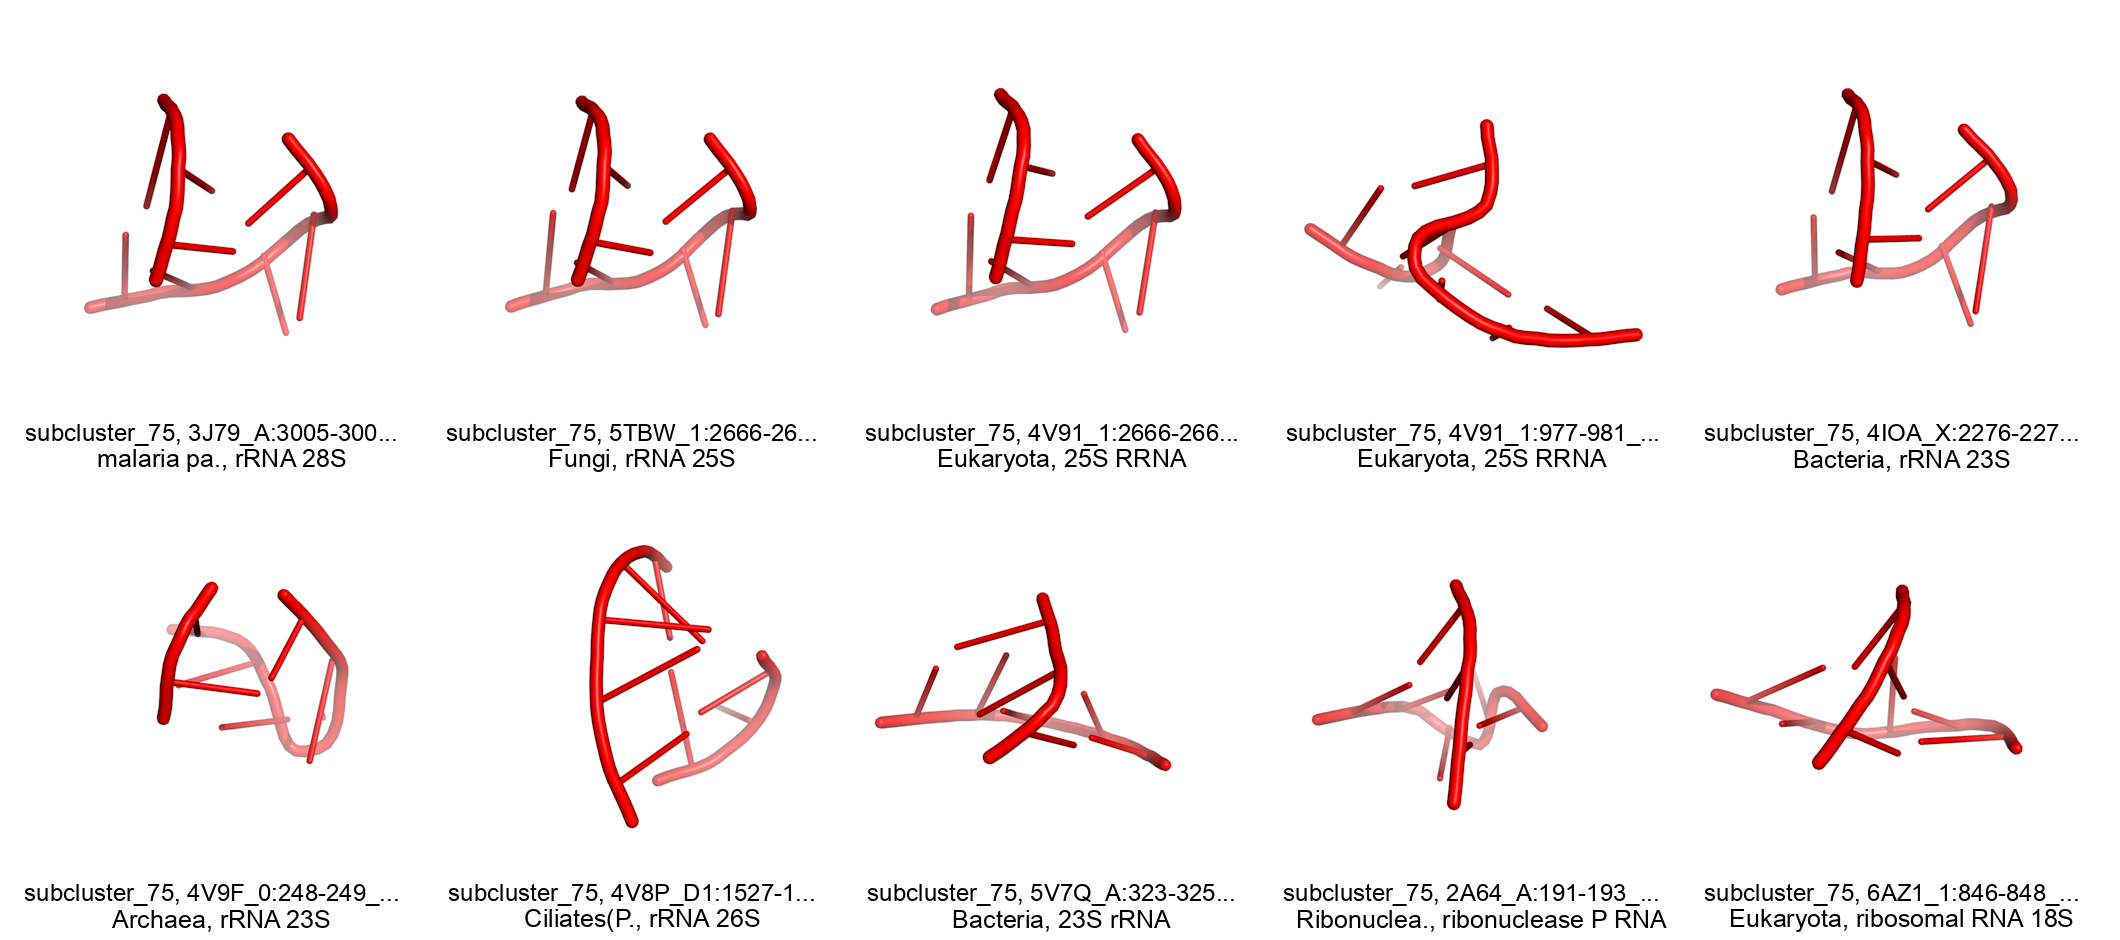 subcluster_75, 3J79_A:3005-300...
malaria pa., rRNA 28S
subcluster_75, 5TBW_1:2666-26...
Fungi, rRNA 25S
subcluster_75, 4V91_1:2666-266...
Eukaryota, 25S RRNA
subcluster_75, 4V91_1:977-981_...
Eukaryota, 25S RRNA
subcluster_75, 4IOA_X:2276-227...
Bacteria, rRNA 23S
subcluster_75, 4V9F_0:248-249_...
Archaea, rRNA 23S
subcluster_75, 4V8P_D1:1527-1...
Ciliates(P., rRNA 26S
subcluster_75, 5V7Q_A:323-325...
Bacteria, 23S rRNA
subcluster_75, 2A64_A:191-193_...
Ribonuclea., ribonuclease P RNA
subcluster_75, 6AZ1_1:846-848_...
Eukaryota, ribosomal RNA 18S